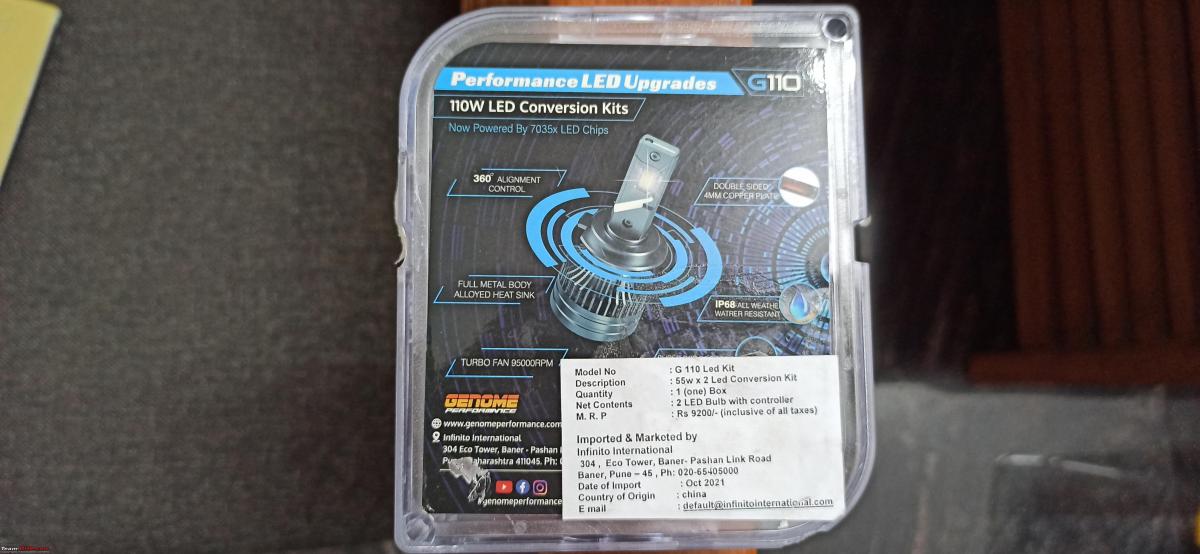 Performance LED Upgrades
G110
110W LED Conversion Kits
Now Powered By 7035x LED Chips
360° ALIGNMENT
CONTROL
DOUBLE SIDED
4MM COPPER PLATE
FULL METAL BODY
ALLOYED HEAT SINK
IP68 ALL WEATHE
WATRER RESISTANT
TURBO FAN 95000RPM
GENOME
PERFORMANCE
www.genomeperformance.com
Infinito International
304 Eco Tower, Baner - Pashan
Maharashtra 411045. Ph:
genomeperformance
Model No : G 110 Led Kit
Description : 55w x 2 Led Conversion Kit
Quantity : 1 (one) Box
Net Contents : 2 LED Bulb with controller
M. R. P : Rs 9200/- (inclusive of all taxes)
Imported & Marketed by
Infinito International
304 , Eco Tower, Baner- Pashan Link Road
Baner, Pune – 45 , Ph: 020-65405000
Date of Import : Oct 2021
Country of Origin : china
E mail : default@infinitointernational.com